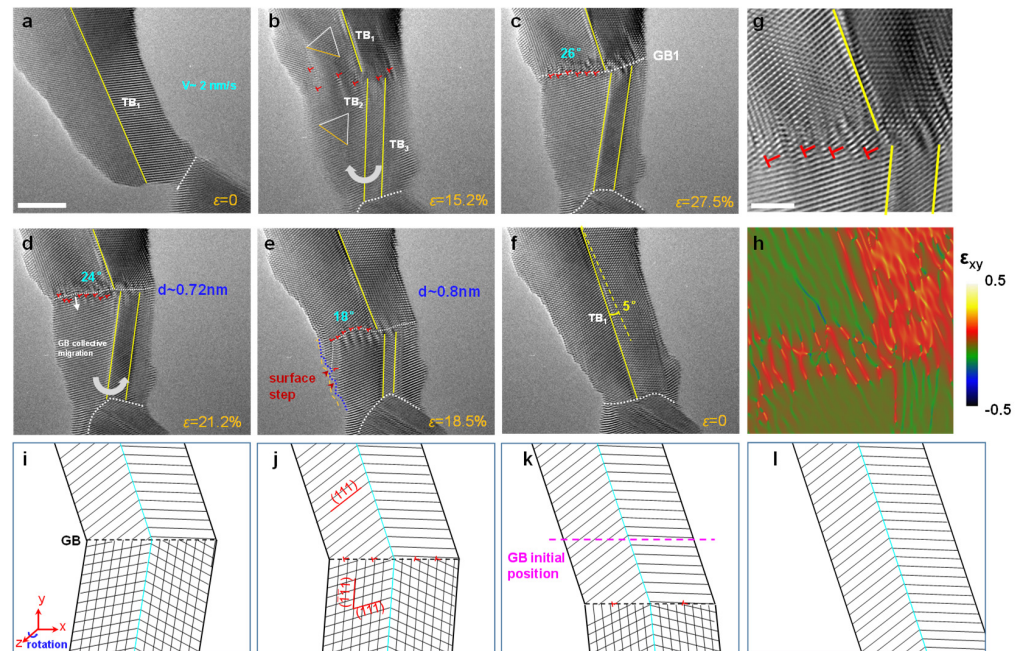 a
TB1
V~ 2 nm/s
ε=0
b
TB1
TB2
TB3
ε=15.2%
c
26°
GB1
ε=27.5%
g
d
24°
d~0.72nm
GB collective
migration
ε=21.2%
e
d~0.8nm
18°
surface
step
ε=18.5%
f
5°
TB1
ε=0
h
εxy
0.5
-0.5
i
GB
y
x
z
rotation
j
(111)
(111)
k
GB initial
position
l